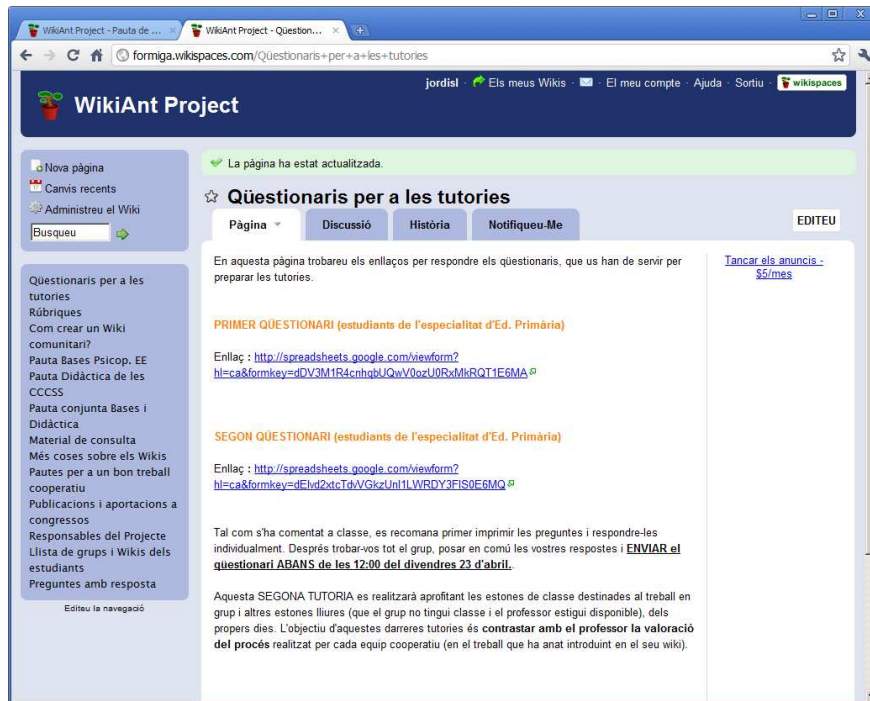 WikiAnt Project - Pauta de ...
WikiAnt Project - Qüestion...
formiga.wikispaces.com/Qüestionaris+per+a+les+tutories
jordisl · Els meus Wikis · · El meu compte · Ajuda · Sortiu · wikispaces
WikiAnt Project
Nova pàgina
Canvis recents
Administreu el Wiki
Busqueu
Qüestionaris per a les
tutories
Rúbriques
Com crear un Wiki
comunitari?
Pauta Bases Psicop. EE
Pauta Didàctica de les
CCCSS
Pauta conjunta Bases i
Didàctica
Material de consulta
Més coses sobre els Wikis
Pautes per a un bon treball
cooperatiu
Publicacions i aportacions a
congressos
Responsables del Projecte
Llista de grups i Wikis dels
estudiants
Preguntes amb resposta
Editeu la navegació
La pàgina ha estat actualitzada.
Qüestionaris per a les tutories
Pàgina
Discussió
Història
Notifiqueu-Me
EDITEU
En aquesta pàgina trobareu els enllaços per respondre els qüestionaris, que us han de servir per
preparar les tutories.
PRIMER QÜESTIONARI (estudiants de l'especialitat d'Ed. Primària)
Enllaç : http://spreadsheets.google.com/viewform?
hl=ca&formkey=dDV3M1R4cnhqbUQwV0ozU0RxMkRQT1E6MA
SEGON QÜESTIONARI (estudiants de l'especialitat d'Ed. Primària)
Enllaç : http://spreadsheets.google.com/viewform?
hl=ca&formkey=dElvd2xtcTdvVGkzUnI1LWRDY3FIS0E6MQ
Tal com s'ha comentat a classe, es recomana primer imprimir les preguntes i respondre-les
individualment. Després trobar-vos tot el grup, posar en comú les vostres respostes i ENVIAR el
qüestionari ABANS de les 12:00 del divendres 23 d'abril..
Aquesta SEGONA TUTORIA es realitzarà aprofitant les estones de classe destinades al treball en
grup i altres estones lliures (que el grup no tingui classe i el professor estigui disponible), dels
propers dies. L'objectiu d'aquestes darreres tutories és contrastar amb el professor la valoració
del procés realitzat per cada equip cooperatiu (en el treball que ha anat introduint en el seu wiki).
Tancar els anuncis -
$5/mes